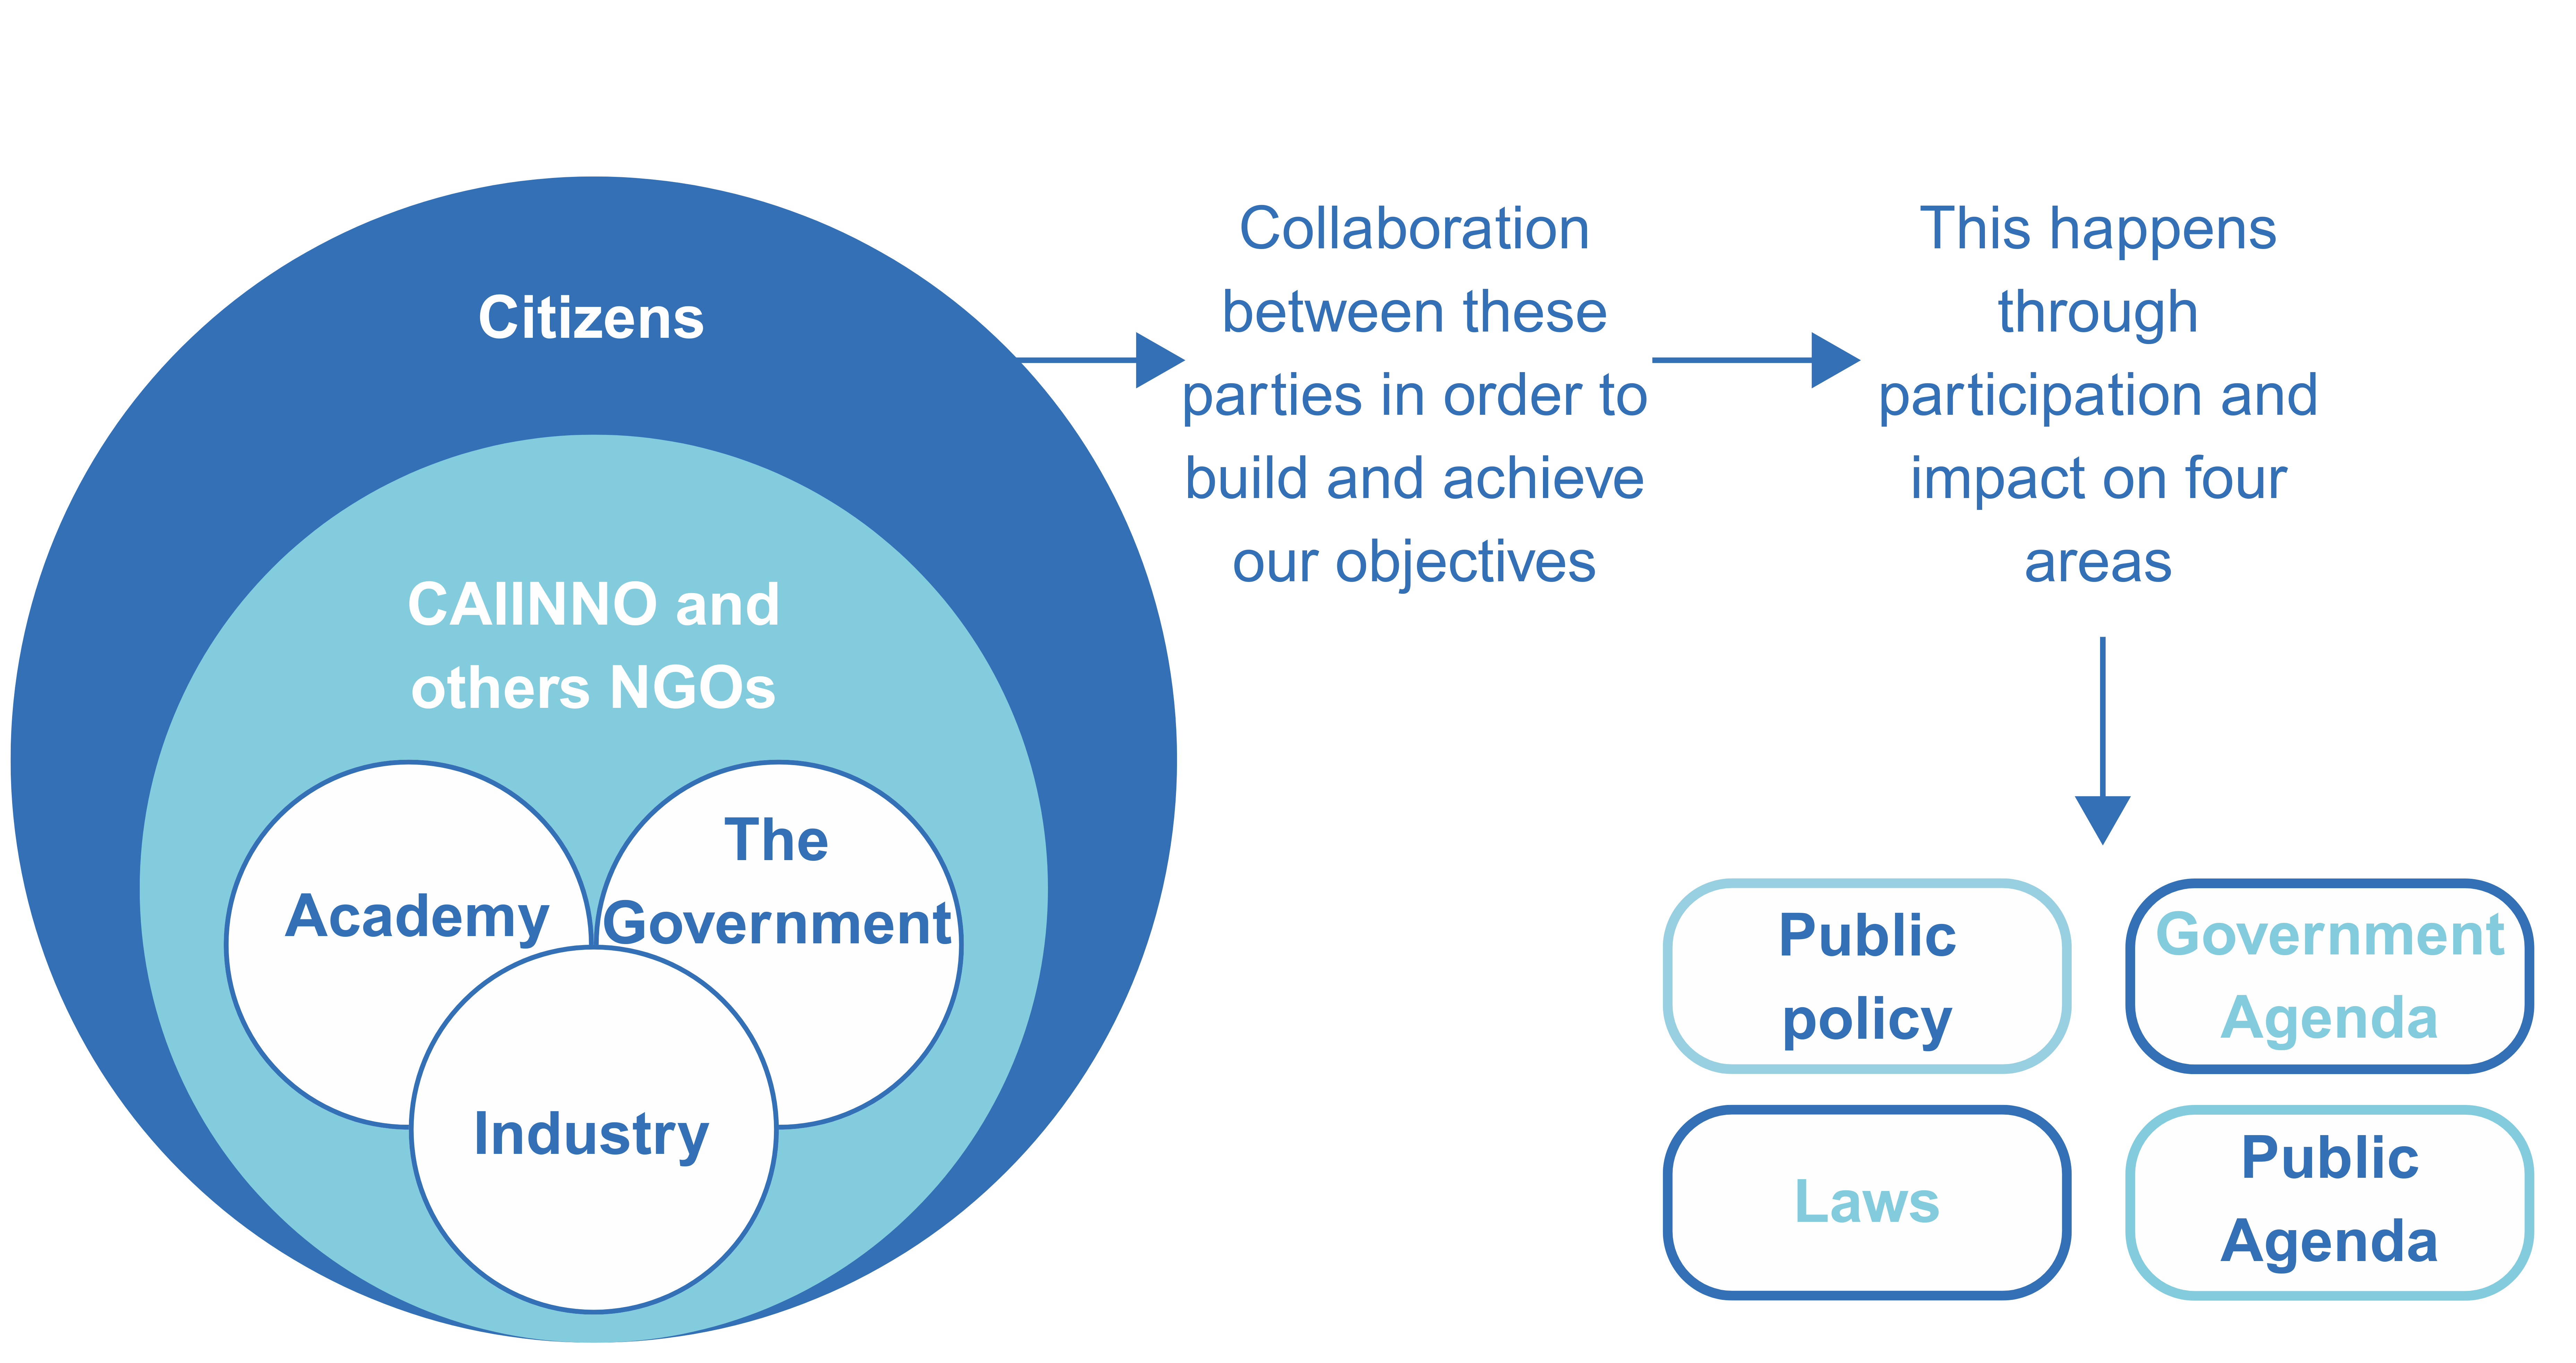 Citizens
CAIINNO and
others NGOs
Academy
The
Government
Industry
Collaboration
between these
parties in order to
build and achieve
our objectives
This happens
through
participation and
impact on four
areas
Public
policy
Government
Agenda
Laws
Public
Agenda